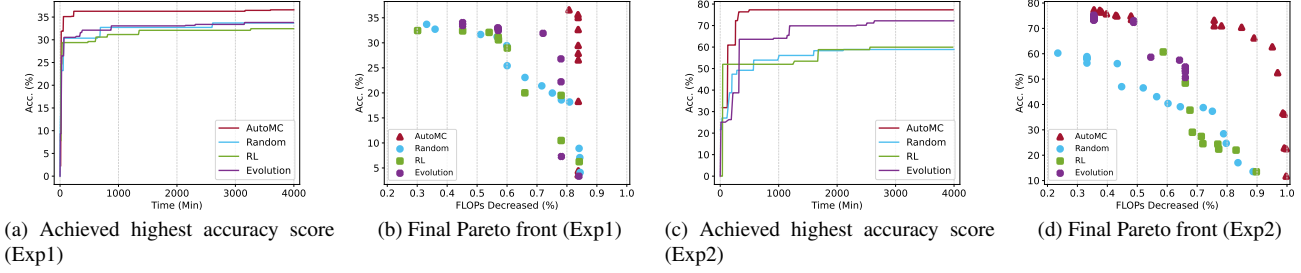 35
30
25
20
15
10
5
0
Acc. (%)
0
1000
2000
3000
4000
Time (Min)
AutoMC
Random
RL
Evolution
(a) Achieved highest accuracy score
(Exp1)
35
30
25
20
15
10
5
Acc. (%)
0.2
0.3
0.4
0.5
0.6
0.7
0.8
0.9
1.0
FLOPs Decreased (%)
AutoMC
Random
RL
Evolution
(b) Final Pareto front (Exp1)
80
70
60
50
40
30
20
10
0
Acc. (%)
0
1000
2000
3000
4000
Time (Min)
AutoMC
Random
RL
Evolution
(c) Achieved highest accuracy score
(Exp2)
80
70
60
50
40
30
20
10
Acc. (%)
0.2
0.3
0.4
0.5
0.6
0.7
0.8
0.9
1.0
FLOPs Decreased (%)
AutoMC
Random
RL
Evolution
(d) Final Pareto front (Exp2)